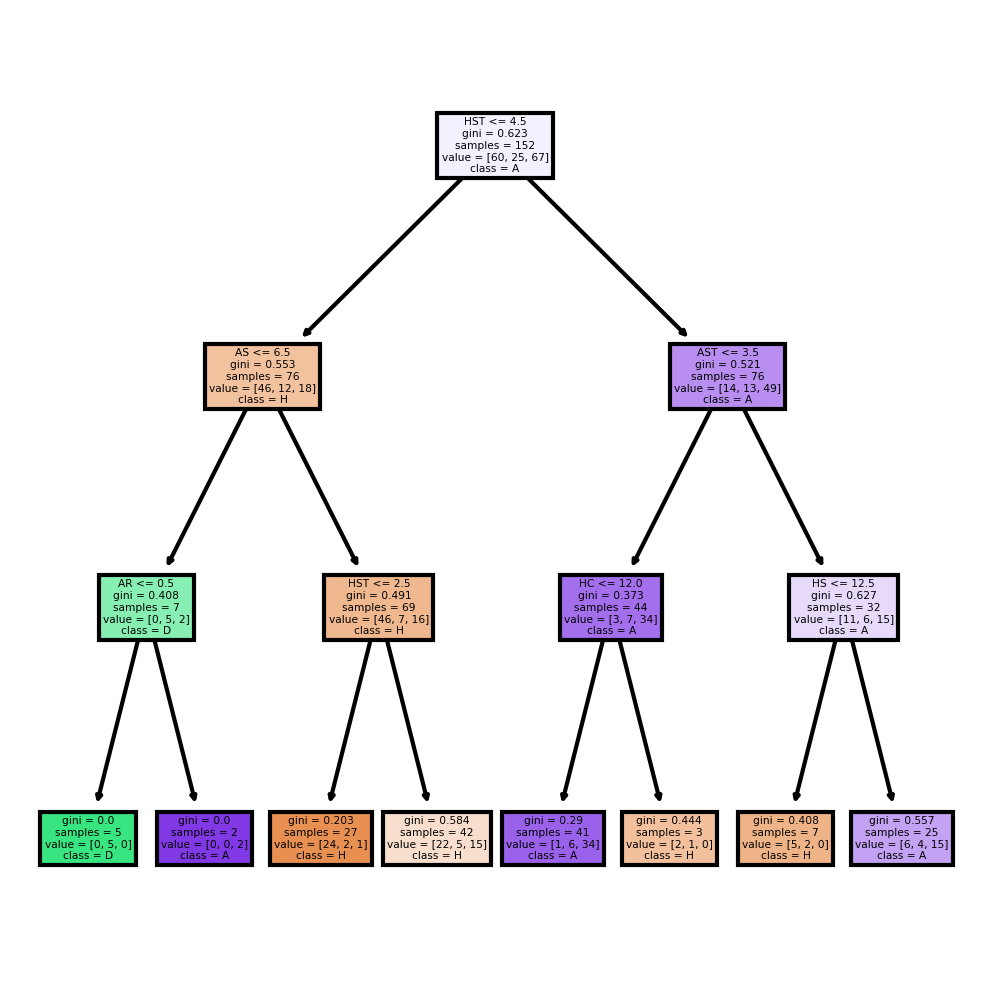 HST <= 4.5
gini = 0.623
samples = 152
value = [60, 25, 67]
class = A
AS <= 6.5
gini = 0.553
samples = 76
value = [46, 12, 18]
class = H
AST <= 3.5
gini = 0.521
samples = 76
value = [14, 13, 49]
class = A
AR <= 0.5
gini = 0.408
samples = 7
value = [0, 5, 2]
class = D
HST <= 2.5
gini = 0.491
samples = 69
value = [46, 7, 16]
class = H
HC <= 12.0
gini = 0.373
samples = 44
value = [3, 7, 34]
class = A
HS <= 12.5
gini = 0.627
samples = 32
value = [11, 6, 15]
class = A
gini = 0.0
samples = 5
value = [0, 5, 0]
class = D
gini = 0.0
samples = 2
value = [0, 0, 2]
class = A
gini = 0.203
samples = 27
value = [24, 2, 1]
class = H
gini = 0.584
samples = 42
value = [22, 5, 15]
class = H
gini = 0.29
samples = 41
value = [1, 6, 34]
class = A
gini = 0.444
samples = 3
value = [2, 1, 0]
class = H
gini = 0.408
samples = 7
value = [5, 2, 0]
class = H
gini = 0.557
samples = 25
value = [6, 4, 15]
class = A